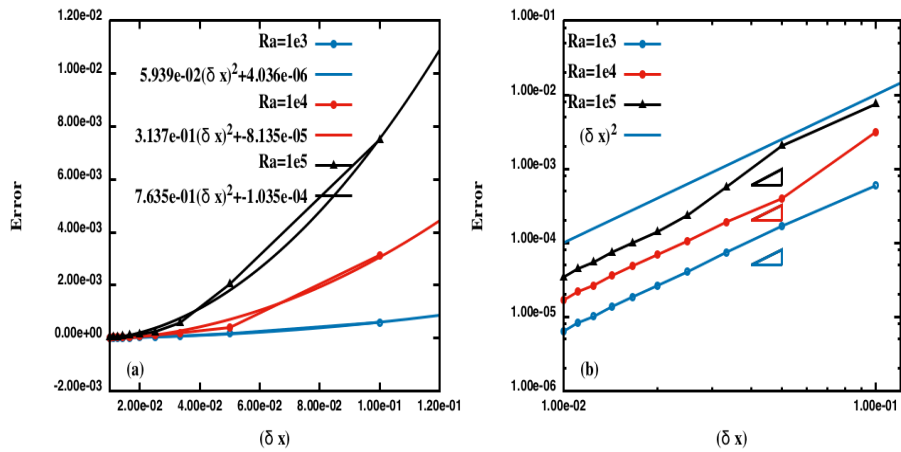 1.20e-02
1.00e-02
8.00e-03
6.00e-03
4.00e-03
2.00e-03
0.00e+00
-2.00e-03
Error
Ra=1e3
5.939e-02(δ x)²+4.036e-06
Ra=1e4
3.137e-01(δ x)²+-8.135e-05
Ra=1e5
7.635e-01(δ x)²+-1.035e-04
(a)
2.00e-02 4.00e-02 6.00e-02 8.00e-02 1.00e-01 1.20e-01
(δ x)
1.00e-01
1.00e-02
1.00e-03
1.00e-04
1.00e-05
1.00e-06
Error
Ra=1e3
Ra=1e4
Ra=1e5
(δ x)²
(b)
1.00e-02 1.00e-01
(δ x)